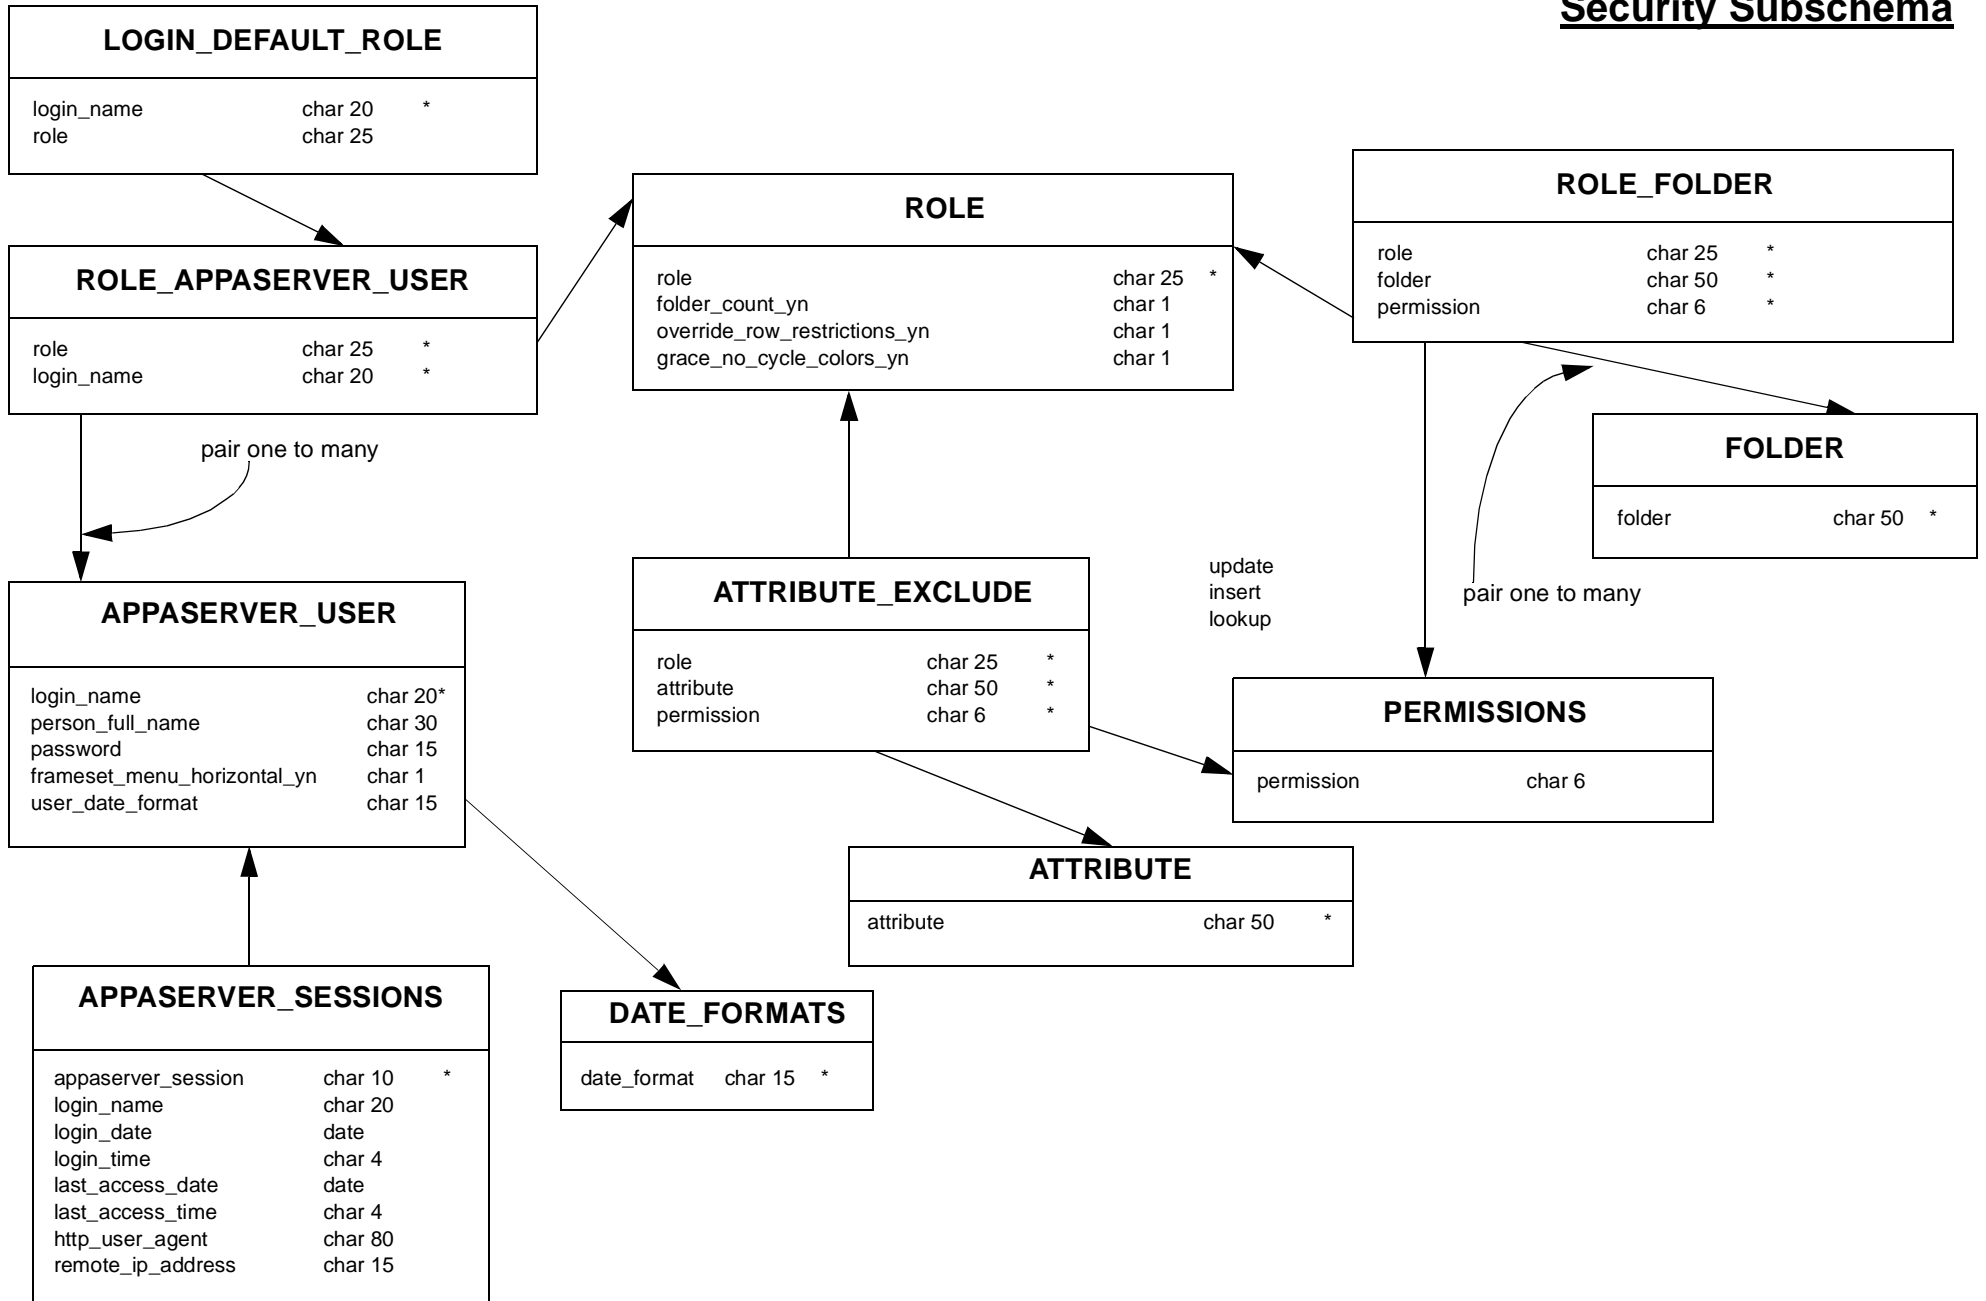 Security Subschema
LOGIN_DEFAULT_ROLE
login_name char 20 *
role char 25
ROLE_APPASERVER_USER
role char 25 *
login_name char 20 *
pair one to many
ROLE
role char 25 *
folder_count_yn char 1
override_row_restrictions_yn char 1
grace_no_cycle_colors_yn char 1
ROLE_FOLDER
role char 25 *
folder char 50 *
permission char 6 *
FOLDER
folder char 50 *
pair one to many
update
insert
lookup
ATTRIBUTE_EXCLUDE
role char 25 *
attribute char 50 *
permission char 6 *
PERMISSIONS
permission char 6
APPASERVER_USER
login_name char 20*
person_full_name char 30
password char 15
frameset_menu_horizontal_yn char 1
user_date_format char 15
ATTRIBUTE
attribute char 50 *
APPASERVER_SESSIONS
appaserver_session char 10 *
login_name char 20
login_date date
login_time char 4
last_access_date date
last_access_time char 4
http_user_agent char 80
remote_ip_address char 15
DATE_FORMATS
date_format char 15 *